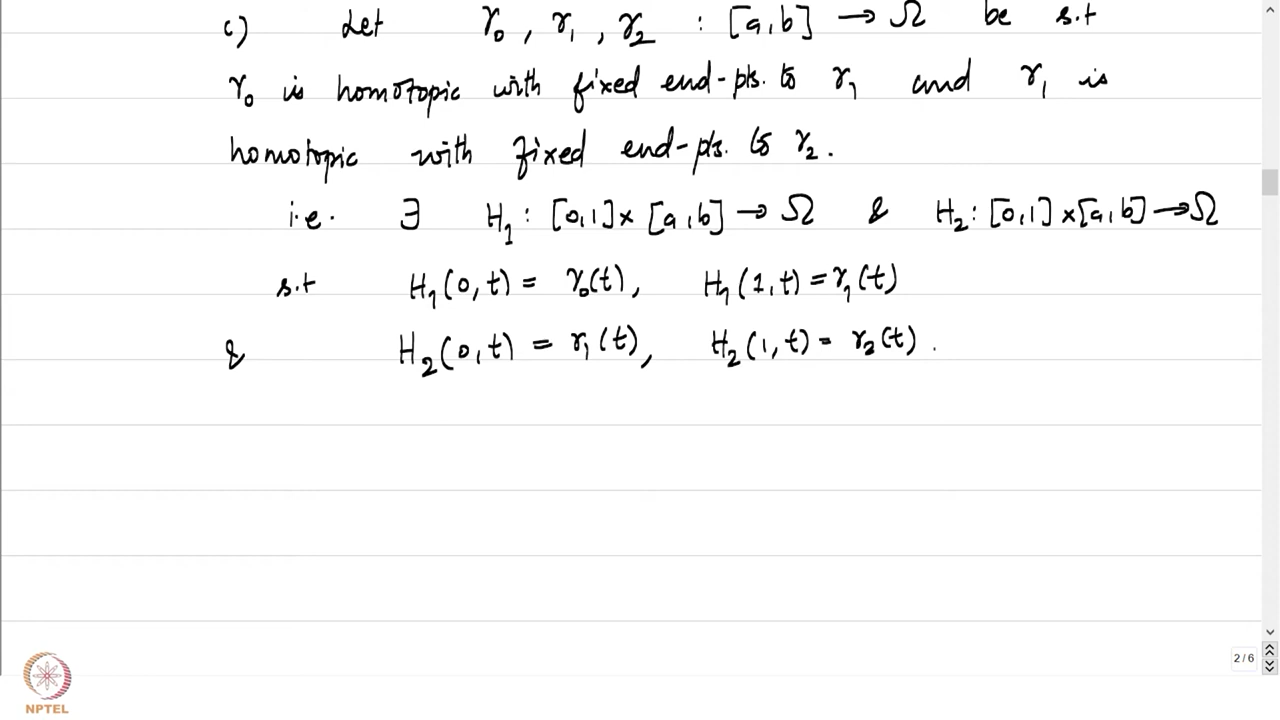 c) Let γ₀, γ₁, γ₂ : [a,b] → Ω be s.t
γ₀ is homotopic with fixed end-pts. to γ₁ and γ₁ is
homotopic with fixed end-pts. to γ₂.
i.e. ∃ H₁ : [0,1] × [a,b] → Ω & H₂ : [0,1] × [a,b] → Ω
s.t H₁(0,t) = γ₀(t), H₁(1,t) = γ₁(t)
& H₂(0,t) = γ₁(t), H₂(1,t) = γ₂(t).
2 / 6
NPTEL